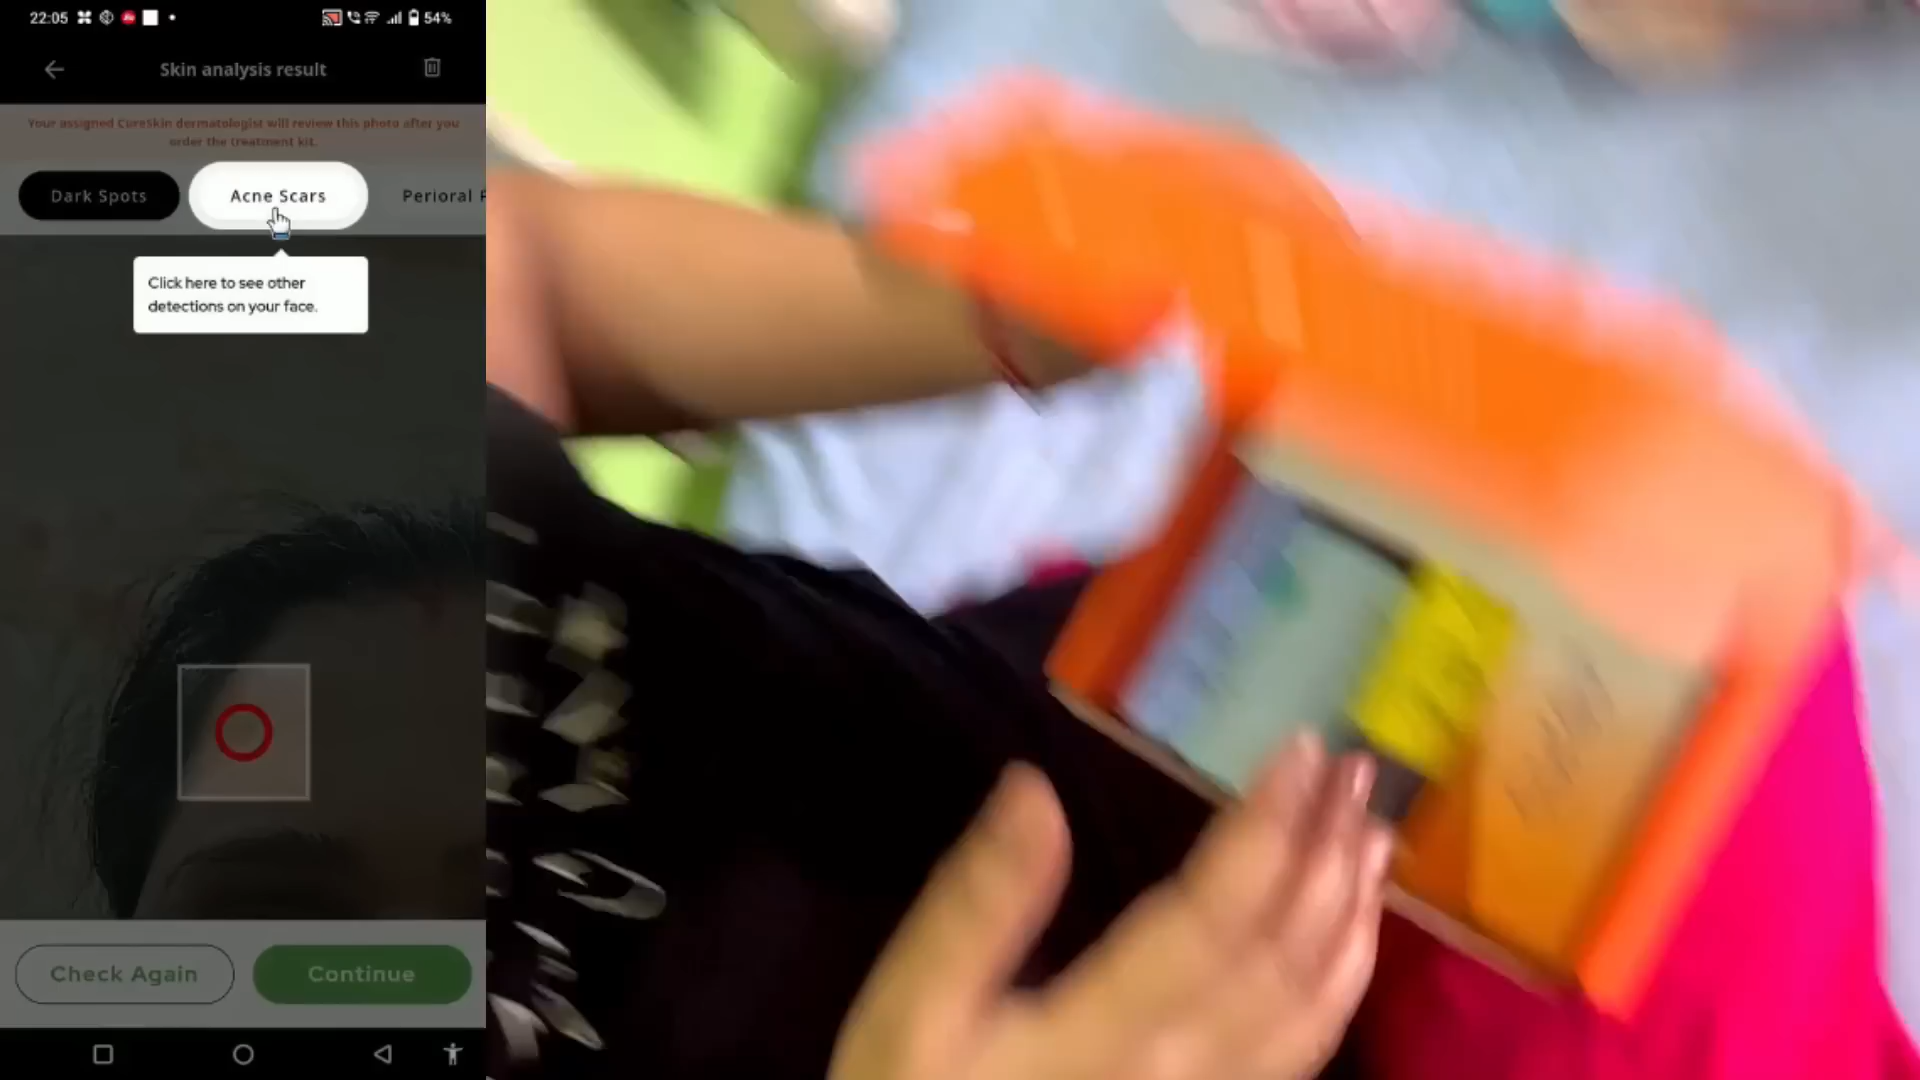 22:05
54%
Skin analysis result
Your assigned CureSkin dermatologist will review this photo after you
order the treatment kit.
Dark Spots
Acne Scars
Perioral
Click here to see other
detections on your face.
Check Again
Continue